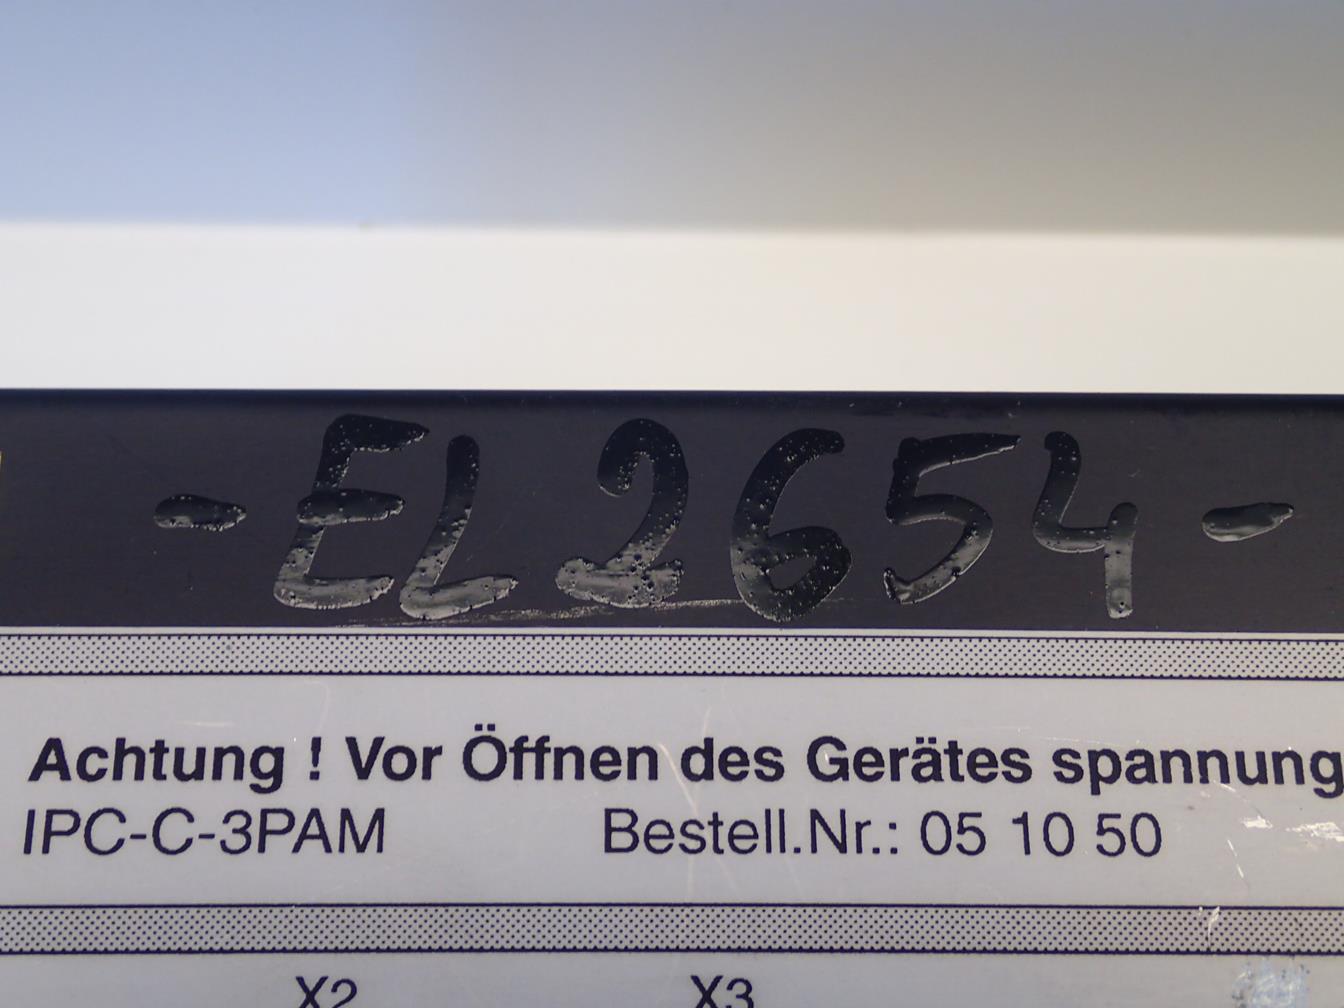 -EL2654-
Achtung ! Vor Öffnen des Gerätes spannung
IPC-C-3PAM Bestell.Nr.: 05 10 50
X2 X3